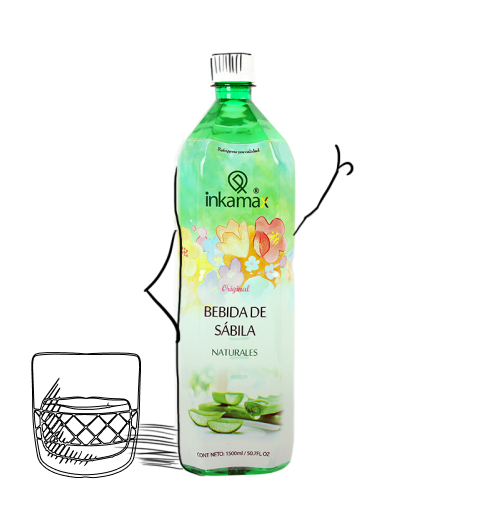 inkamax®
Original
BEBIDA DE
SÁBILA
NATURALES
CONT. NETO: 1500ml / 50.7FL OZ